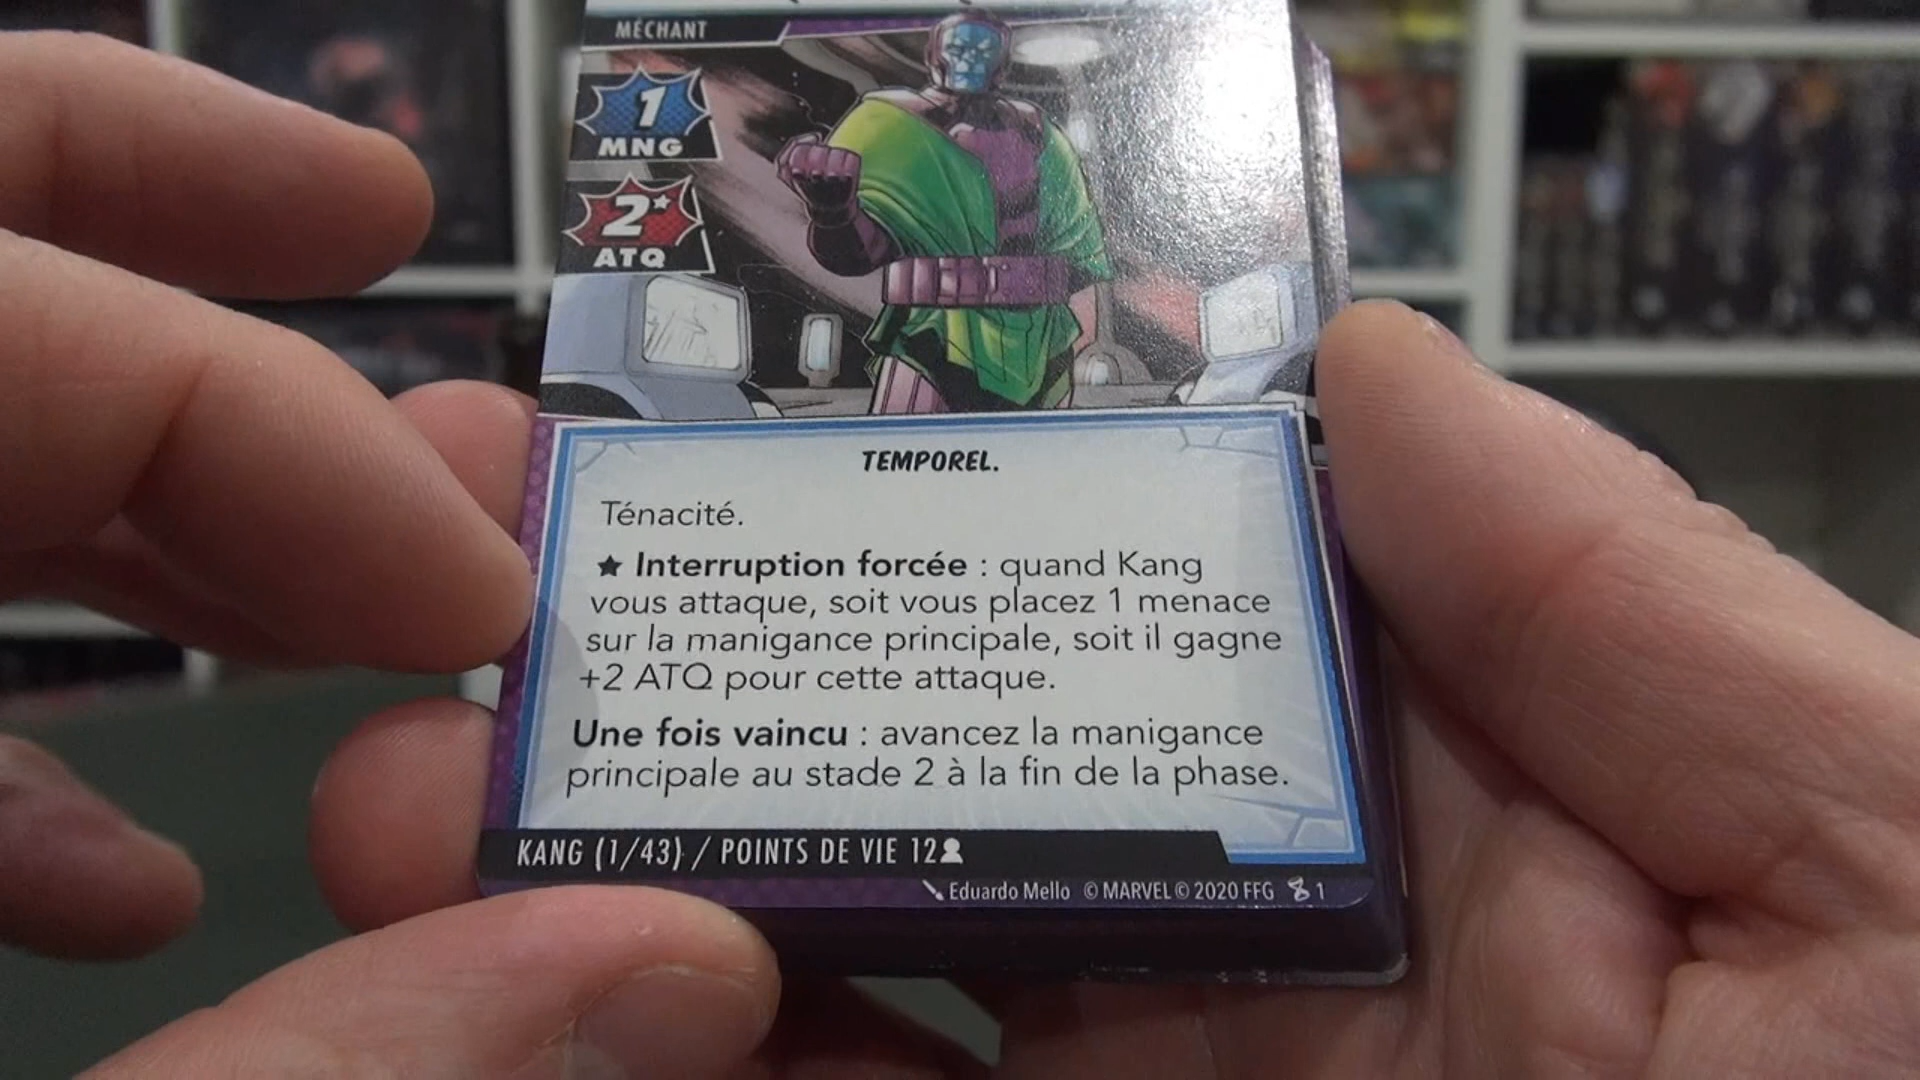 MÉCHANT
1
MNG
2*
ATQ
TEMPOREL.
Ténacité.
★ Interruption forcée : quand Kang
vous attaque, soit vous placez 1 menace
sur la manigance principale, soit il gagne
+2 ATQ pour cette attaque.
Une fois vaincu : avancez la manigance
principale au stade 2 à la fin de la phase.
KANG (1/43) / POINTS DE VIE 12
Eduardo Mello © MARVEL © 2020 FFG 1